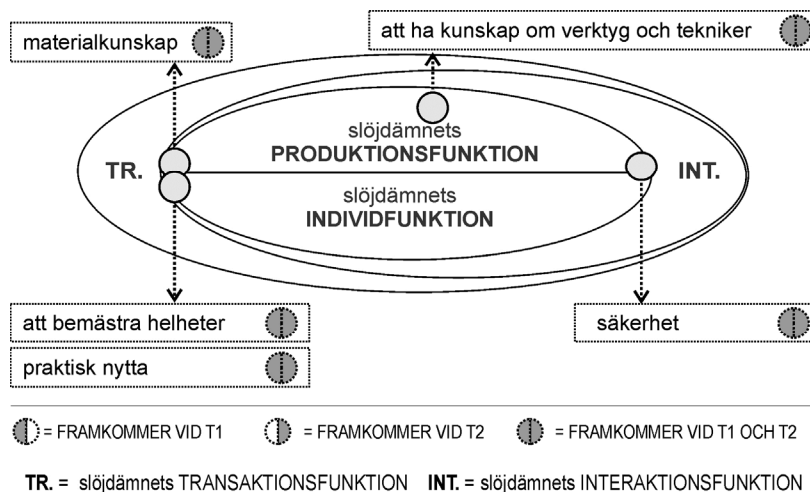 materialkunskap
att ha kunskap om verktyg och tekniker
slöjdämnets
PRODUKTIONSFUNKTION
TR.
INT.
slöjdämnets
INDIVIDFUNKTION
att bemästra helheter
säkerhet
praktisk nytta
= FRAMKOMMER VID T1
= FRAMKOMMER VID T2
= FRAMKOMMER VID T1 OCH T2
TR. = slöjdämnets TRANSAKTIONSFUNKTION
INT. = slöjdämnets INTERAKTIONSFUNKTION